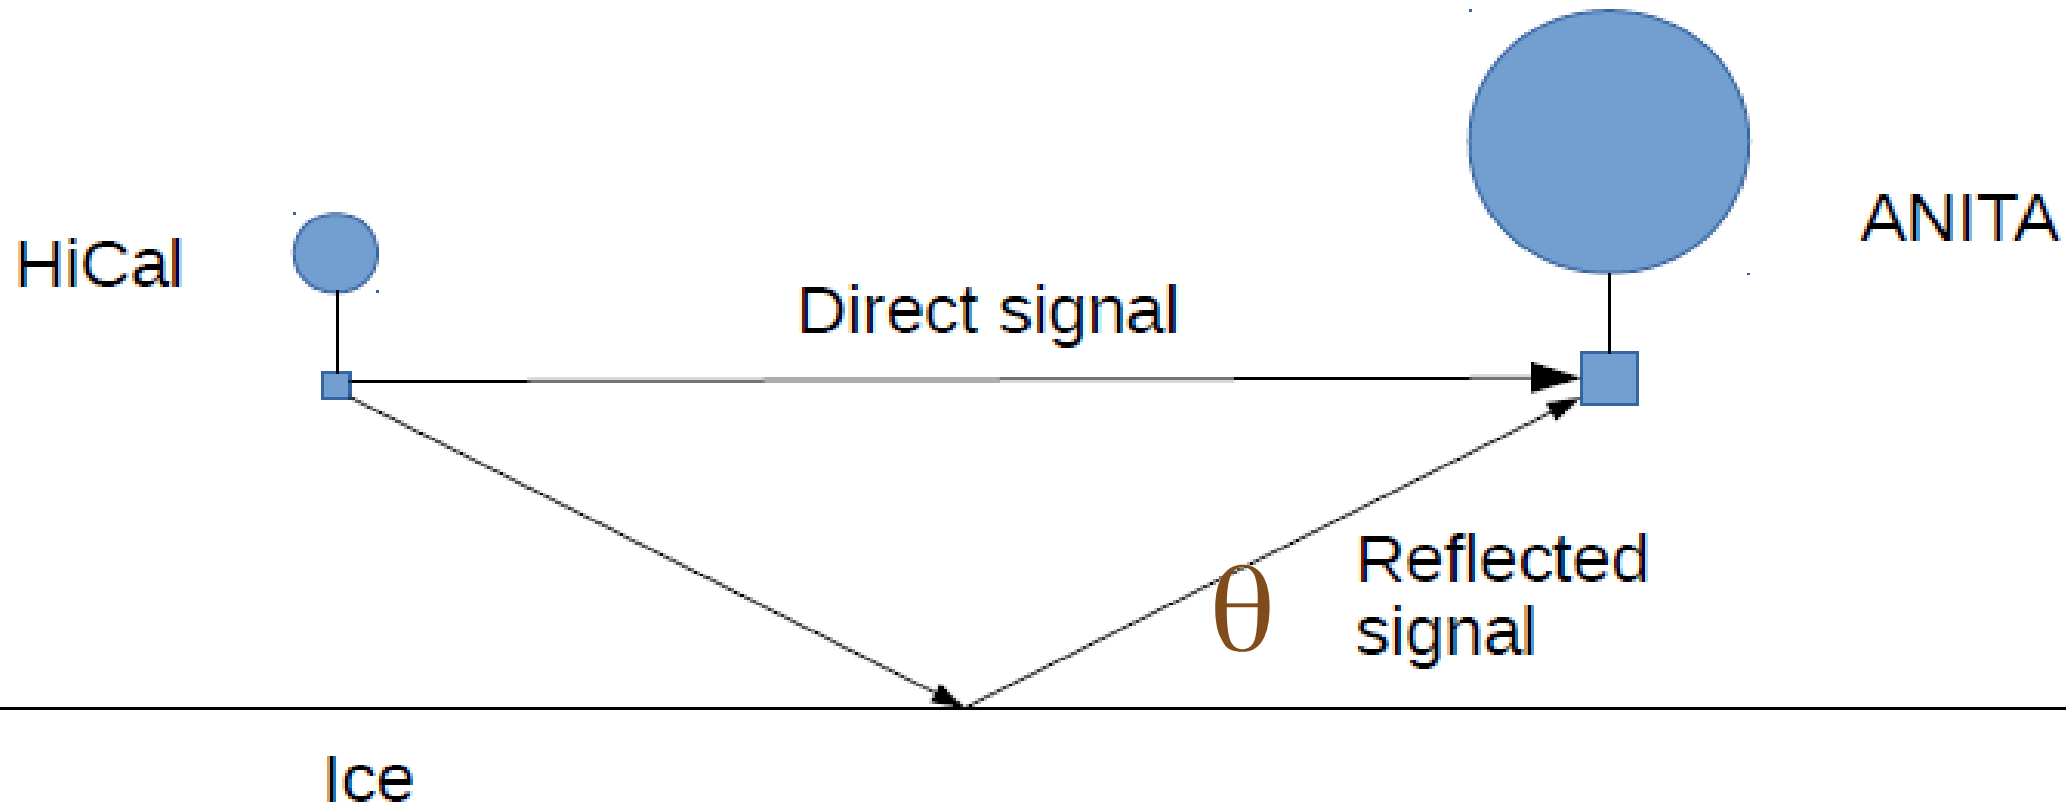 ANITA
HiCal
Direct signal
Reflected
signal
θ
Ice